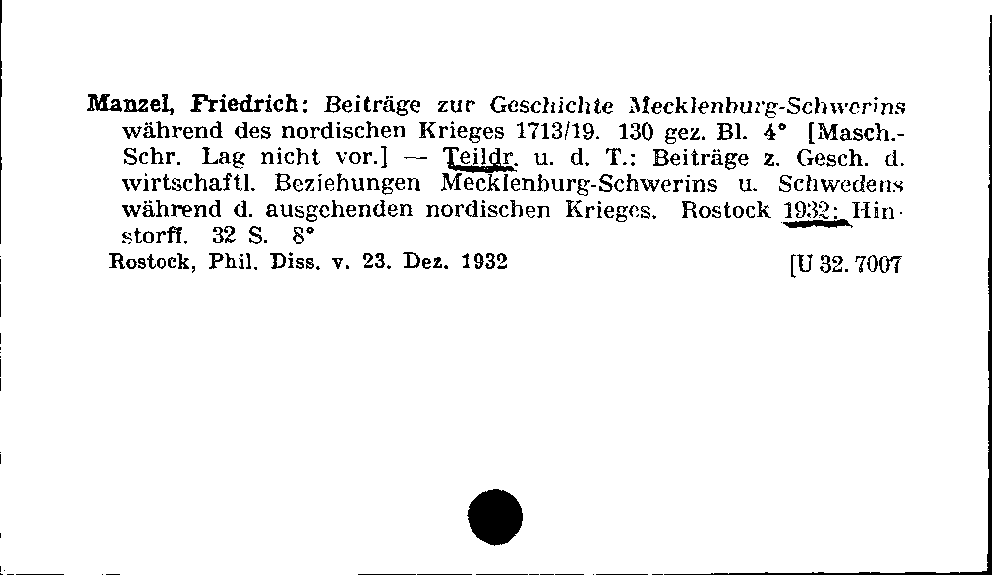 Manzel, Friedrich: Beiträge zur Geschichte Mecklenburg-Schwerins
während des nordischen Krieges 1713/19. 130 gez. Bl. 4° [Masch.-
Schr. Lag nicht vor.] — Teildr. u. d. T.: Beiträge z. Gesch. d.
wirtschaftl. Beziehungen Mecklenburg-Schwerins u. Schwedens
während d. ausgehenden nordischen Krieges. Rostock 1932: Hin-
storff. 32 S. 8°
Rostock, Phil. Diss. v. 23. Dez. 1932 [U 32. 7007